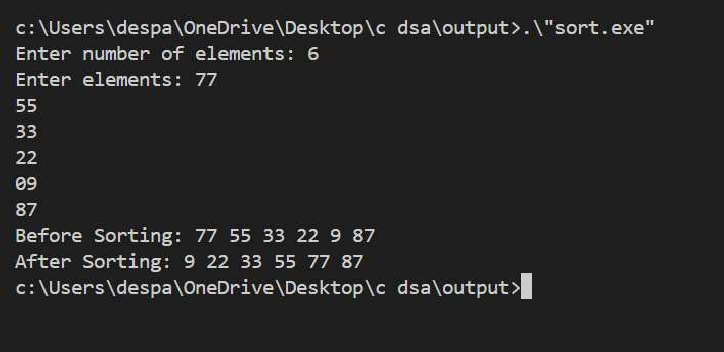 c:\Users\despa\OneDrive\Desktop\c dsa\output>.\"sort.exe"
Enter number of elements: 6
Enter elements: 77
55
33
22
09
87
Before Sorting: 77 55 33 22 9 87
After Sorting: 9 22 33 55 77 87
c:\Users\despa\OneDrive\Desktop\c dsa\output>